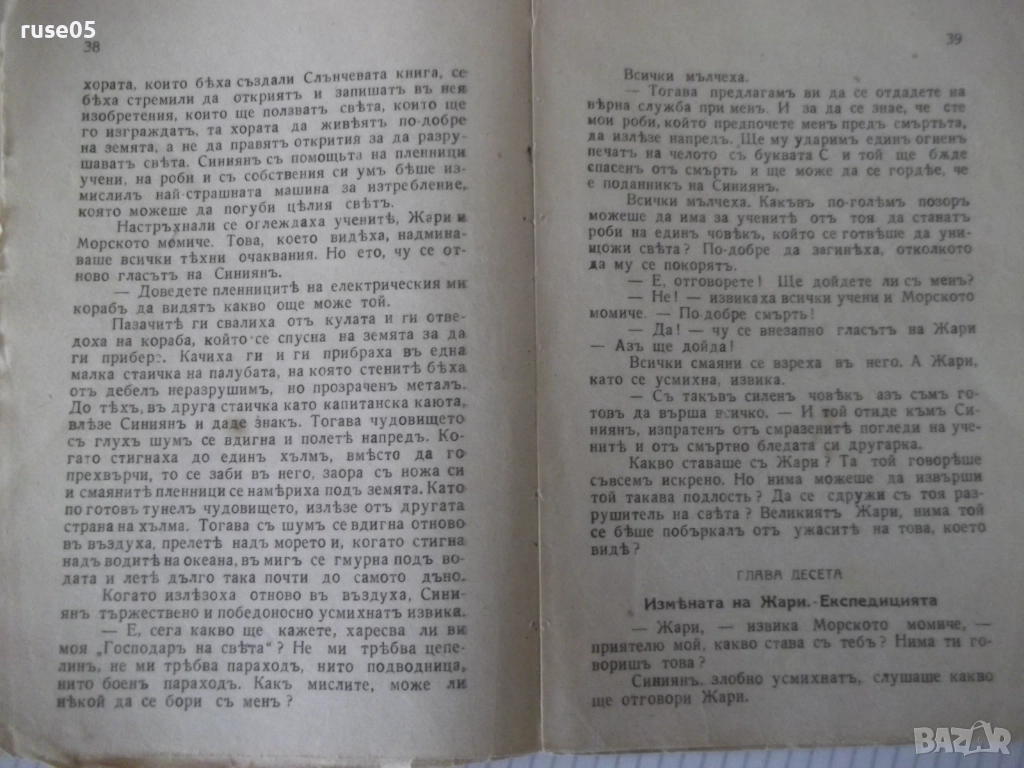 ruse05
38
хората, които бѣха създали Слънчевата книга, се
бѣха стремили да откриятъ и запишатъ въ нея
изобретения, които ще ползватъ свѣта, които ще
го изграждатъ, та хората да живѣятъ по-добре
на земята, а не да правятъ открития за да разру-
шаватъ свѣта. Синиянъ съ помощьта на пленници
учени, на роби и съ собствения си умъ бѣше из-
мислилъ най-страшната машина за изтребление,
която можеше да погуби цѣлия свѣтъ.
Настръхнали се оглеждаха ученитѣ, Жари и
Морското момиче. Това, което видѣха, надмина-
ваше всички тѣхни очаквания. Но ето, чу се от-
ново гласътъ на Синиянъ.
— Доведете пленницитѣ на електрическия ми
корабъ да видятъ какво още може той.
Пазачитѣ ги свалиха отъ кулата и ги отве-
доха на кораба, който се спусна на земята за да
ги прибере. Качиха ги и ги прибраха въ една
малка стаичка на палубата, на която стенитѣ бѣха
отъ дебелъ неразрушимъ, но прозраченъ металъ.
До тѣхъ, въ друга стаичка като капитанска каюта,
влѣзе Синиянъ и даде знакъ. Тогава чудовището
съ глухъ шумъ се вдигна и полетѣ напредъ. Ко-
гато стигнаха до единъ хълмъ, вмѣсто да го
прехвърчи, то се заби въ него, заора съ ножа си
и смаянитѣ пленници се намѣриха подъ земята. Като
по готовъ тунелъ чудовището, излѣзе отъ другата
страна на хълма. Тогава съ шумъ се вдигна отново
въ въздуха, прелетѣ надъ морето и, когато стигна
надъ водитѣ на океана, въ мигъ се гмурна подъ во-
дата и летѣ дълго така почти до самото дъно.
Когато излѣзоха отново въ въздуха, Сини-
янъ тържествено и победоносно усмихнатъ извика.
— Е, сега какво ще кажете, харесва ли ви
моя „Господаръ на свѣта“? Не ми трѣбва цепе-
линъ, не ми трѣбва параходъ, нито подводница,
нито боенъ параходъ. Какъ мислите, може ли
нѣкой да се бори съ менъ?
39
Всички мълчеха.
— Тогава предлагамъ ви да се отдадете на
вѣрна служба при менъ. И за да се знае, че сте
мои роби, който предпочете менъ предъ смъртьта,
да излѣзе напредъ. Ще му ударимъ единъ огненъ
печатъ на челото съ буквата С и той ще бѫде
спасенъ отъ смърть и ще може да се гордѣе, че
е поданникъ на Синиянъ.
Всички мълчеха. Какъвъ по-голѣмъ позоръ
можеше да има за ученитѣ отъ тоя да станатъ
роби на единъ човѣкъ, който се готвѣше да уни-
щожи свѣта? По-добре да загинѣха, отколкото
да му се покорятъ.
— Е, отговорете! Ще дойдете ли съ менъ?
— Не! — извикаха всички учени и Морското
момиче. — По-добре смърть!
— Да! — чу се внезапно гласътъ на Жари
— Азъ ще дойда!
Всички смаяни се взреха въ него. А Жари,
като се усмихна, извика.
— Съ такъвъ силенъ човѣкъ азъ съмъ го-
товъ да върша всичко. — И той отиде къмъ Си-
ниянъ, изпратенъ отъ смразенитѣ погледи на уче-
нитѣ и отъ смъртно бледата си другарка.
Какво ставаше съ Жари? Та той говорѣше
съвсемъ искрено. Но нима можеше да извърши
той такава подлость? Да се сдружи съ тоя раз-
рушитель на свѣта? Великиятъ Жари, нима той
се бѣше побъркалъ отъ ужаситѣ на това, което
видѣ?
ГЛАВА ДЕСЕТА
Измѣната на Жари.-Експедицията
— Жари, — извика Морското момиче, —
приятелю мой, какво става съ тебъ? Нима ти го-
воришъ това?
Синиянъ злобно усмихнатъ, слушаше какво
ще отговори Жари.
BAZAR